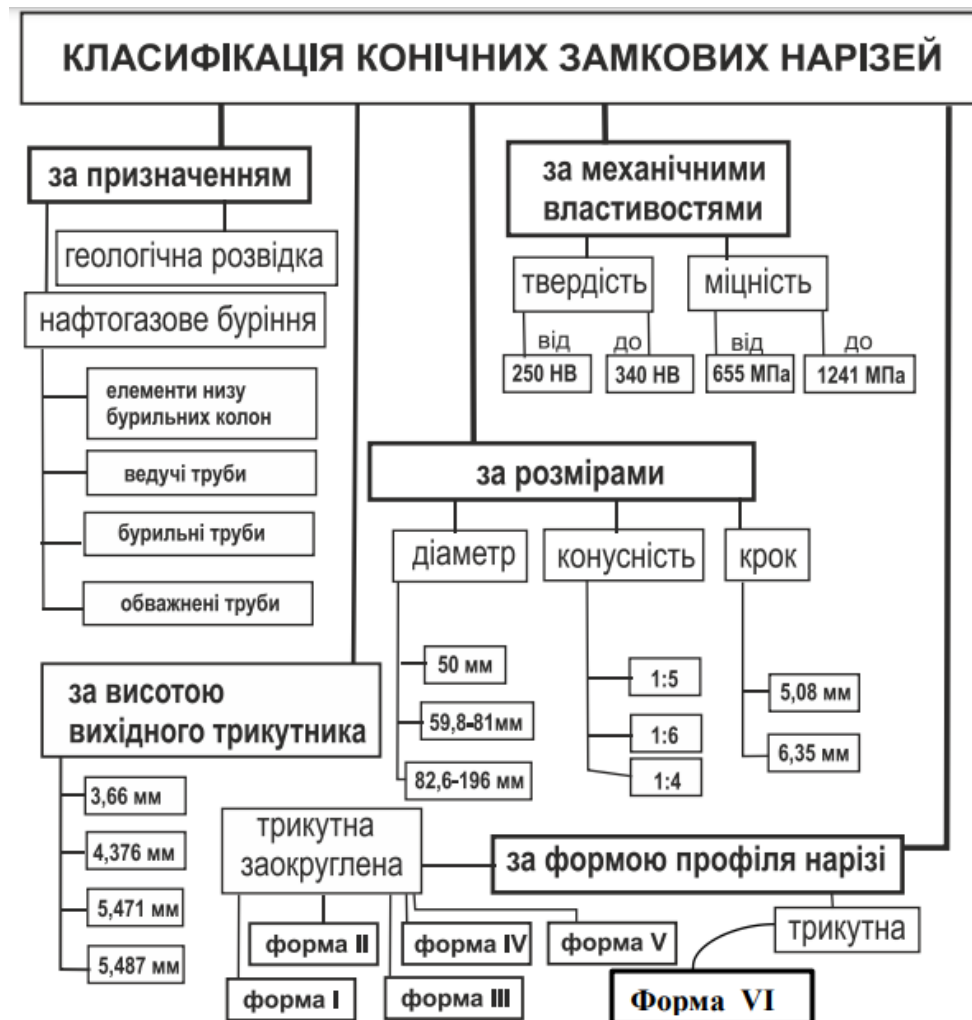 КЛАСИФІКАЦІЯ КОНІЧНИХ ЗАМКОВИХ НАРІЗЕЙ
за призначенням
геологічна розвідка
нафтогазове буріння
елементи низу
бурильних колон
ведучі труби
бурильні труби
обважнені труби
за механічними
властивостями
твердість
міцність
від
до
від
до
250 НВ
340 НВ
655 МПа
1241 МПа
за розмірами
діаметр
конусність
крок
50 мм
59,8-81мм
82,6-196 мм
1:5
1:6
1:4
5,08 мм
6,35 мм
за висотою
вихідного трикутника
3,66 мм
4,376 мм
5,471 мм
5,487 мм
за формою профіля нарізі
трикутна
заокруглена
форма I
форма II
форма III
форма IV
форма V
трикутна
Форма VI